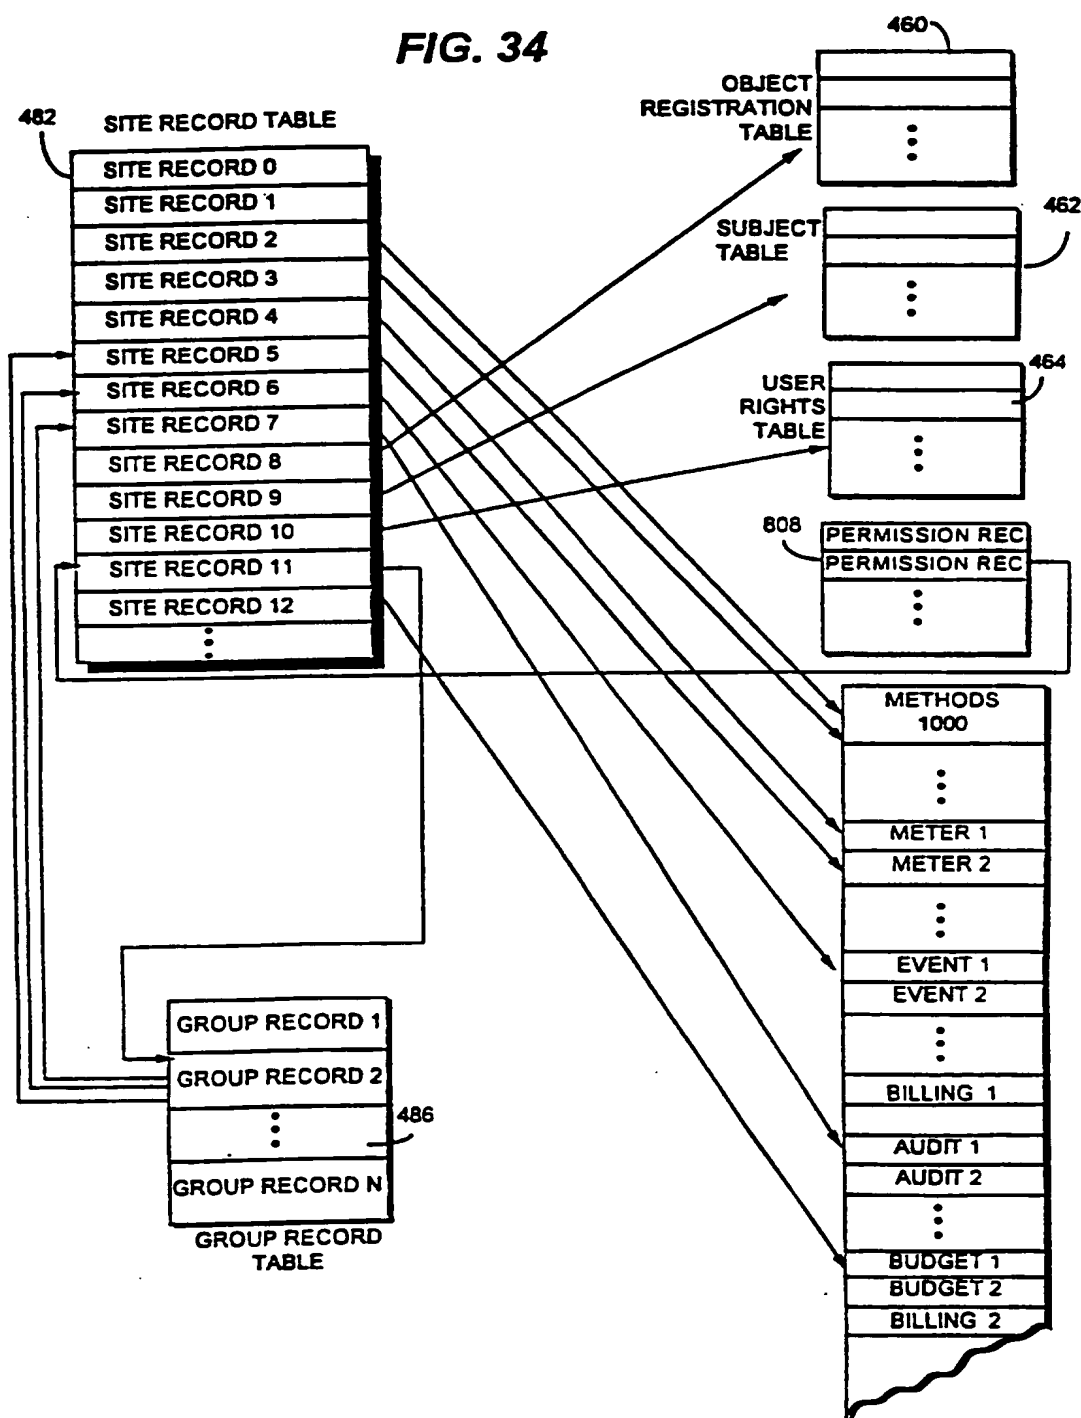 FIG. 34
460
OBJECT
REGISTRATION
TABLE
482
SITE RECORD TABLE
SITE RECORD 0
SITE RECORD 1
SITE RECORD 2
SITE RECORD 3
SITE RECORD 4
SITE RECORD 5
SITE RECORD 6
SITE RECORD 7
SITE RECORD 8
SITE RECORD 9
SITE RECORD 10
SITE RECORD 11
SITE RECORD 12
SUBJECT
TABLE
462
USER
RIGHTS
TABLE
464
808
PERMISSION REC
PERMISSION REC
METHODS
1000
METER 1
METER 2
EVENT 1
EVENT 2
BILLING 1
AUDIT 1
AUDIT 2
BUDGET 1
BUDGET 2
BILLING 2
GROUP RECORD 1
GROUP RECORD 2
486
GROUP RECORD N
GROUP RECORD
TABLE